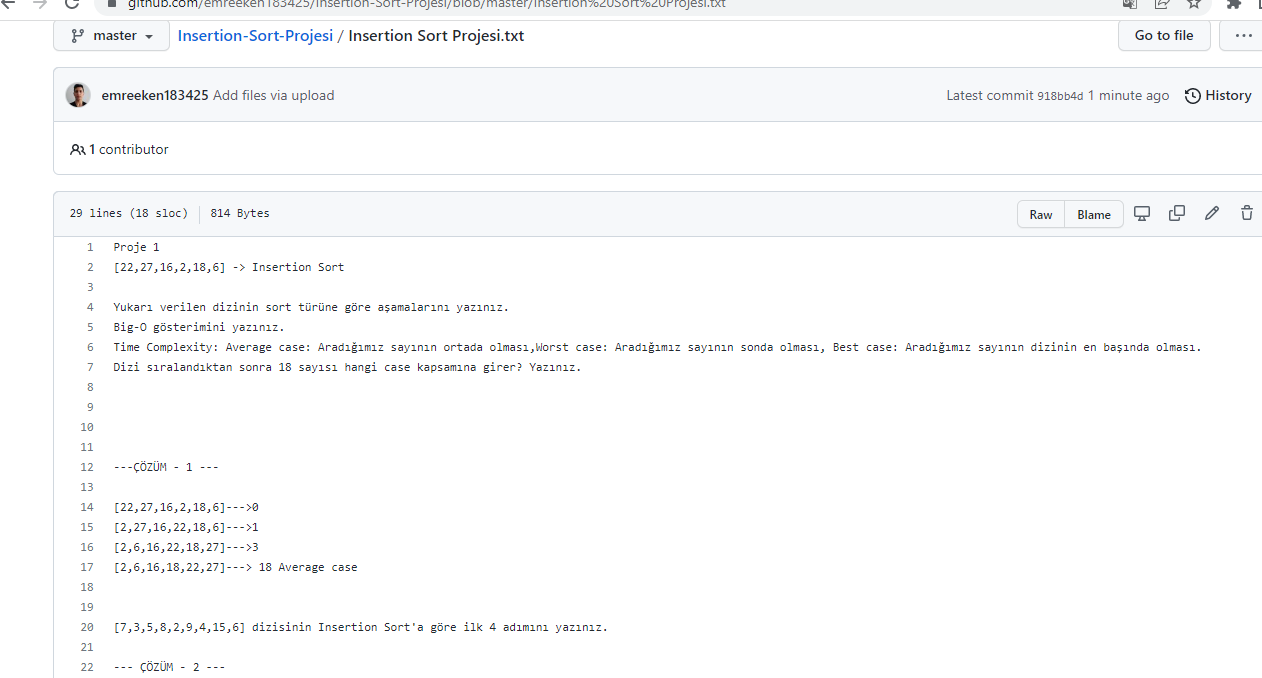 github.com/emreeken183425/Insertion-Sort-Projesi/blob/master/Insertion%20Sort%20Projesi.txt
master Insertion-Sort-Projesi / Insertion Sort Projesi.txt Go to file ...
emreeken183425 Add files via upload Latest commit 918bb4d 1 minute ago History
1 contributor
29 lines (18 sloc) 814 Bytes Raw Blame
1 Proje 1
2 [22,27,16,2,18,6] -> Insertion Sort
3
4 Yukarı verilen dizinin sort türüne göre aşamalarını yazınız.
5 Big-O gösterimini yazınız.
6 Time Complexity: Average case: Aradığımız sayının ortada olması,Worst case: Aradığımız sayının sonda olması, Best case: Aradığımız sayının dizinin en başında olması.
7 Dizi sıralandıktan sonra 18 sayısı hangi case kapsamına girer? Yazınız.
8
9
10
11
12 ---ÇÖZÜM - 1 ---
13
14 [22,27,16,2,18,6]--->0
15 [2,27,16,22,18,6]--->1
16 [2,6,16,22,18,27]--->3
17 [2,6,16,18,22,27]---> 18 Average case
18
19
20 [7,3,5,8,2,9,4,15,6] dizisinin Insertion Sort'a göre ilk 4 adımını yazınız.
21
22 --- ÇÖZÜM - 2 ---